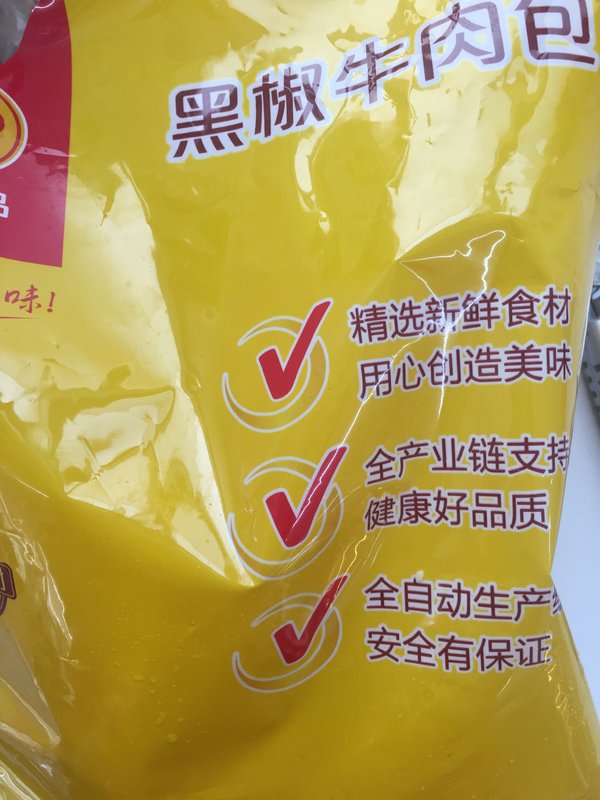 黑椒牛肉包
品
味!
精选新鲜食材
用心创造美味
全产业链支持
健康好品质
全自动生产线
安全有保证